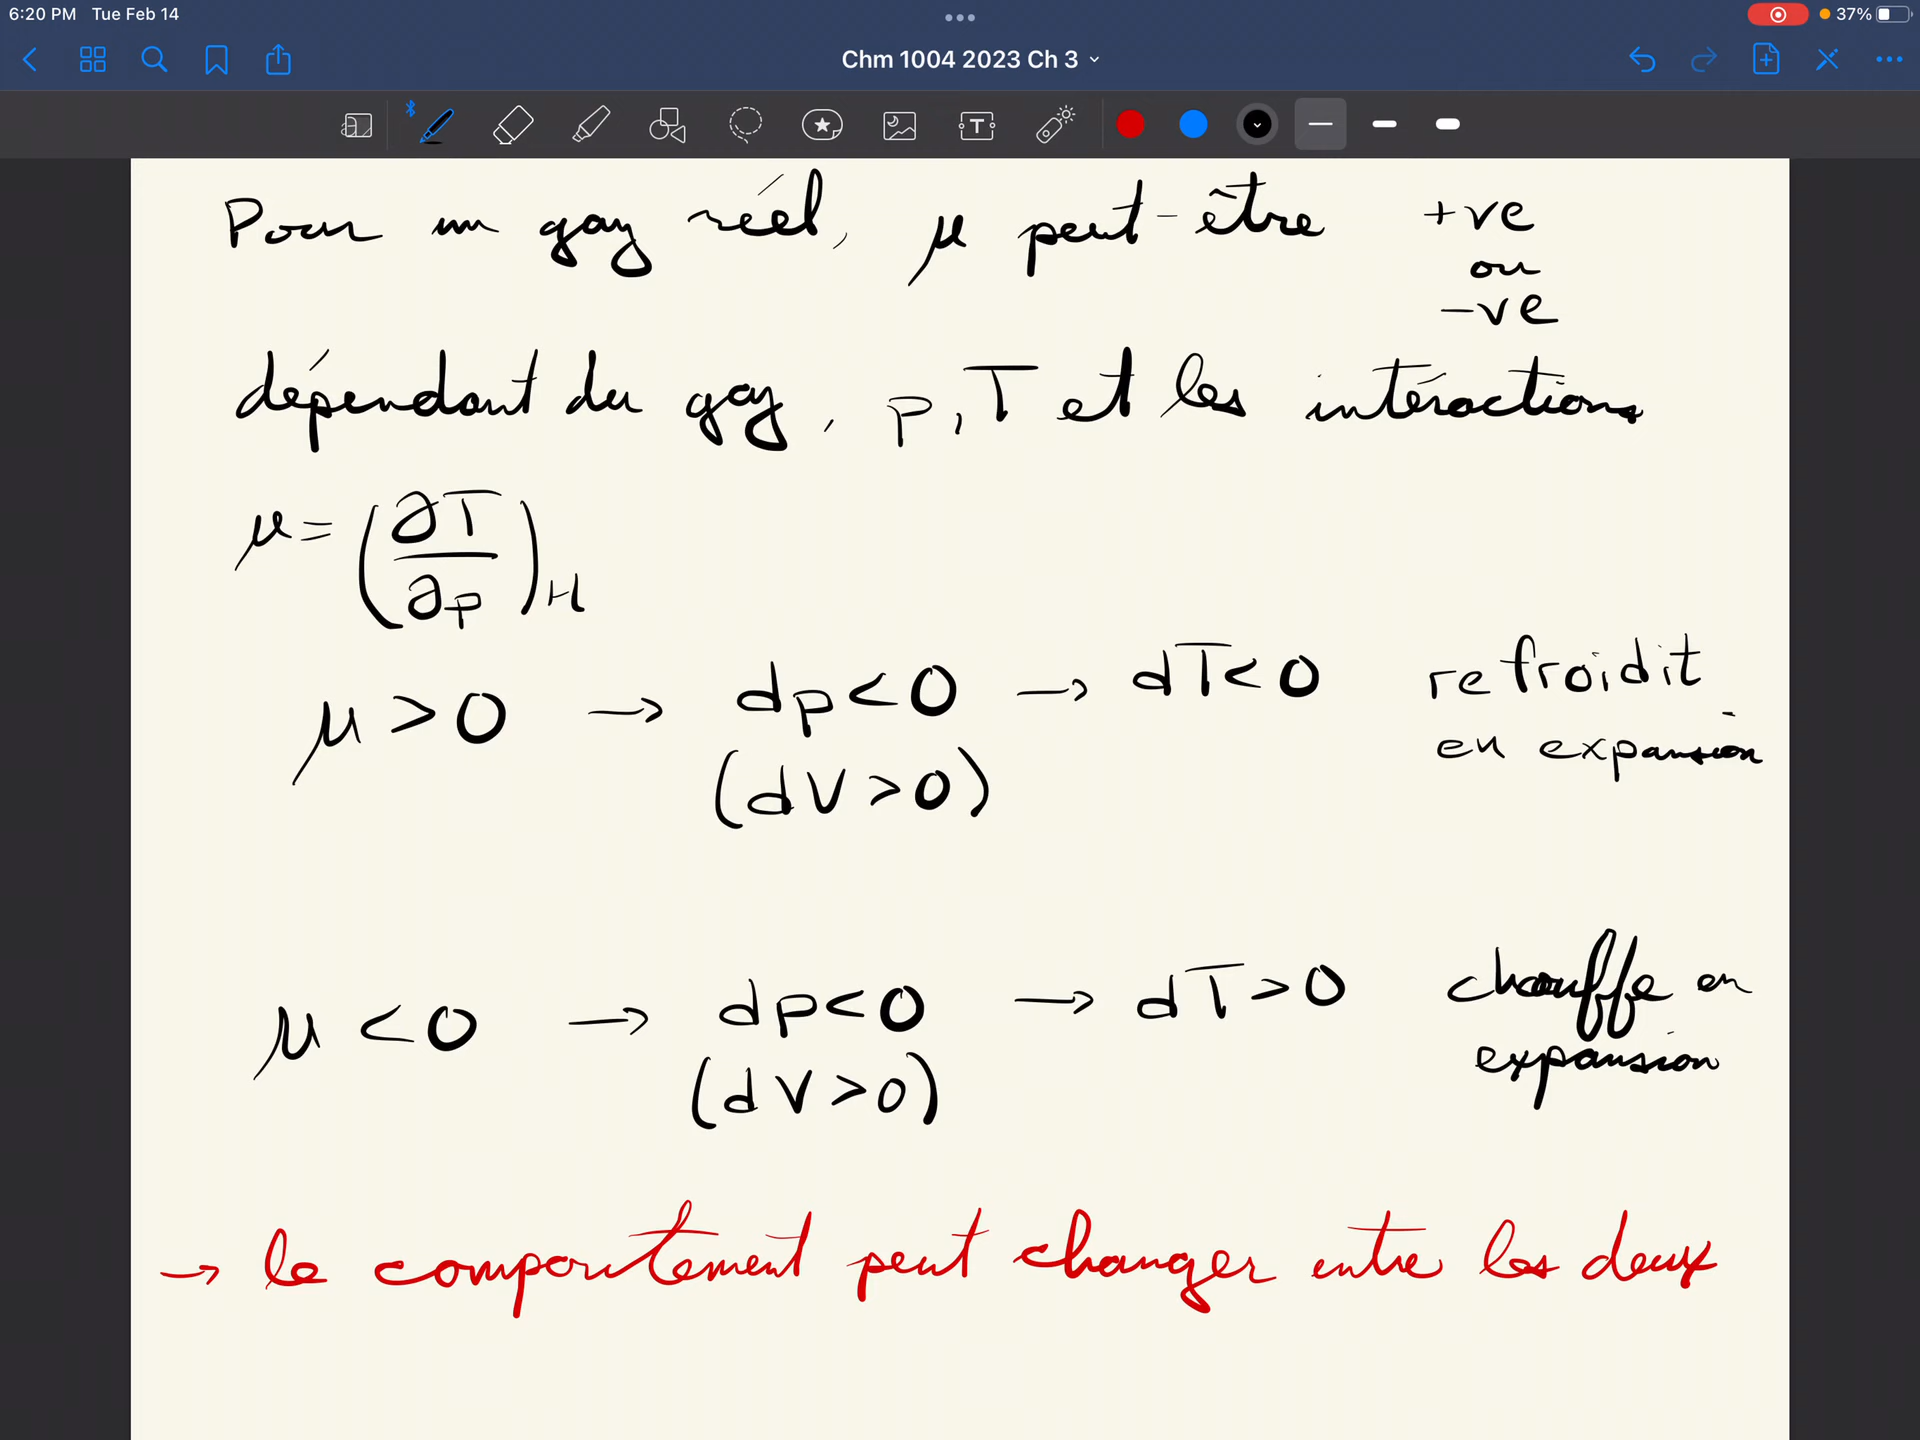 6:20 PM Tue Feb 14
37%
Chm 1004 2023 Ch 3
Pour un gaz réel, μ peut-être +ve
ou
-ve
dépendant du gaz, p, T et les intéractions
μ = (∂T/∂p)H
μ > 0 → dp < 0 → dT < 0 refroidit
(dV > 0) en expansion
μ < 0 → dp < 0 → dT > 0 chauffe en
(dV > 0) expansion
→ le comportement peut changer entre les deux